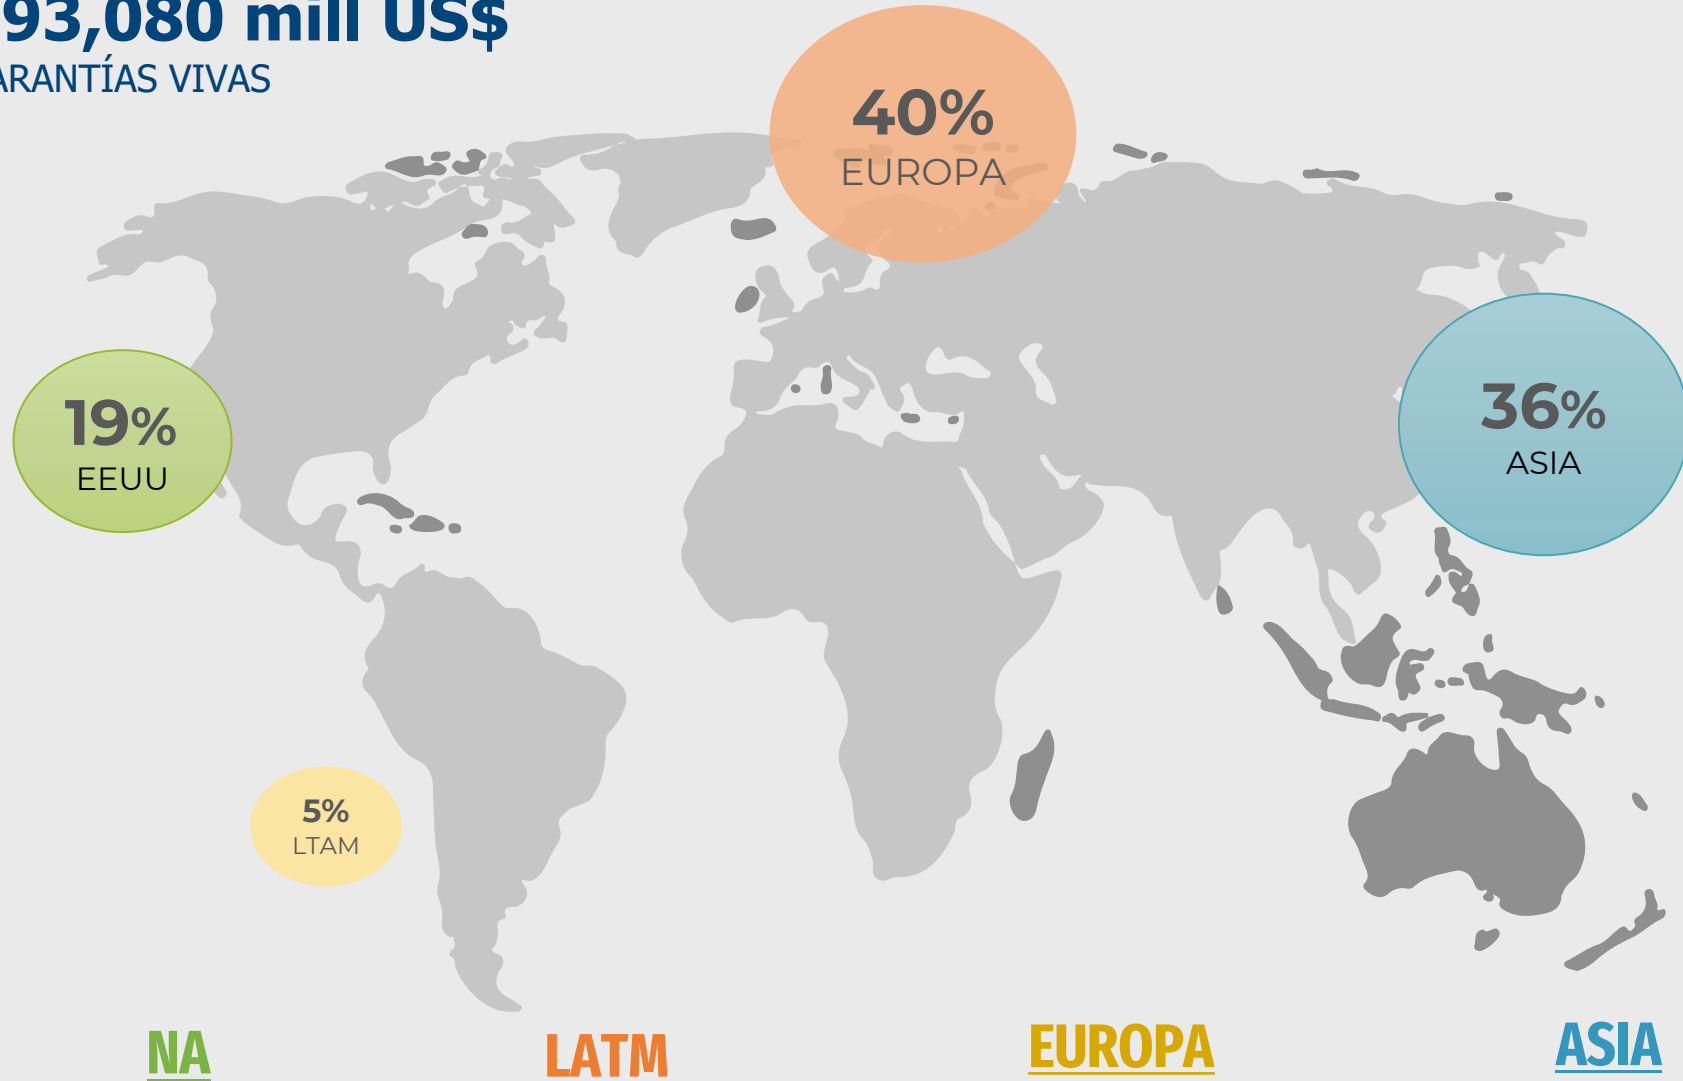 93,080 mill US$
ARANTÍAS VIVAS
40%
EUROPA
19%
EEUU
36%
ASIA
5%
LTAM
NA
LATM
EUROPA
ASIA